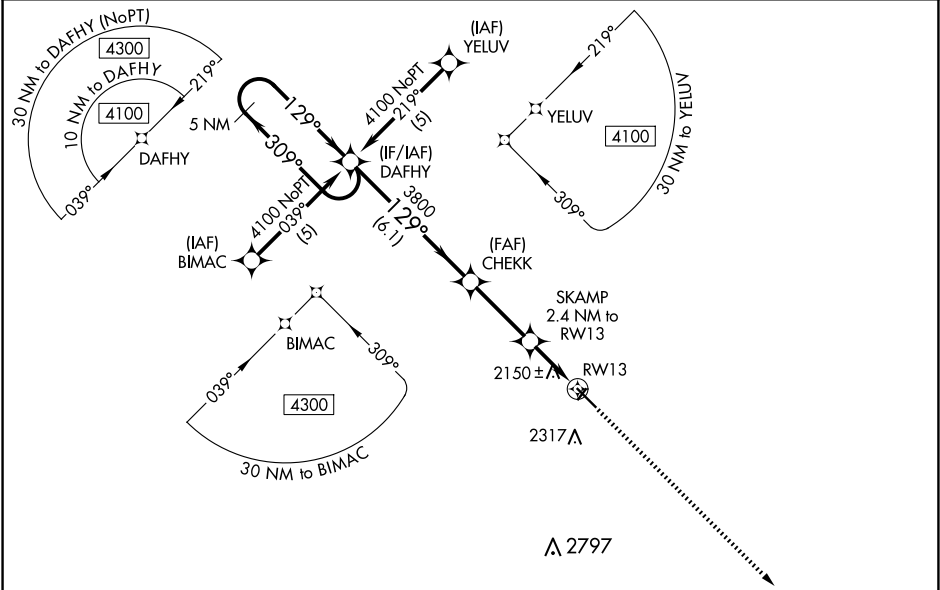 30 NM to DAFHY (NoPT)
4300
10 NM to DAFHY
4100
219°
039°
DAFHY
5 NM
129°
309°
(IAF)
YELUV
4100 NoPT
219°
(5)
(IF/IAF)
DAFHY
4100 NoPT
039°
(5)
(IAF)
BIMAC
3800
129°
(6.1)
(FAF)
CHEKK
SKAMP
2.4 NM to
RW13
2150 ±
RW13
2317
2797
219°
YELUV
4100
309°
30 NM to YELUV
BIMAC
039°
309°
4300
30 NM to BIMAC